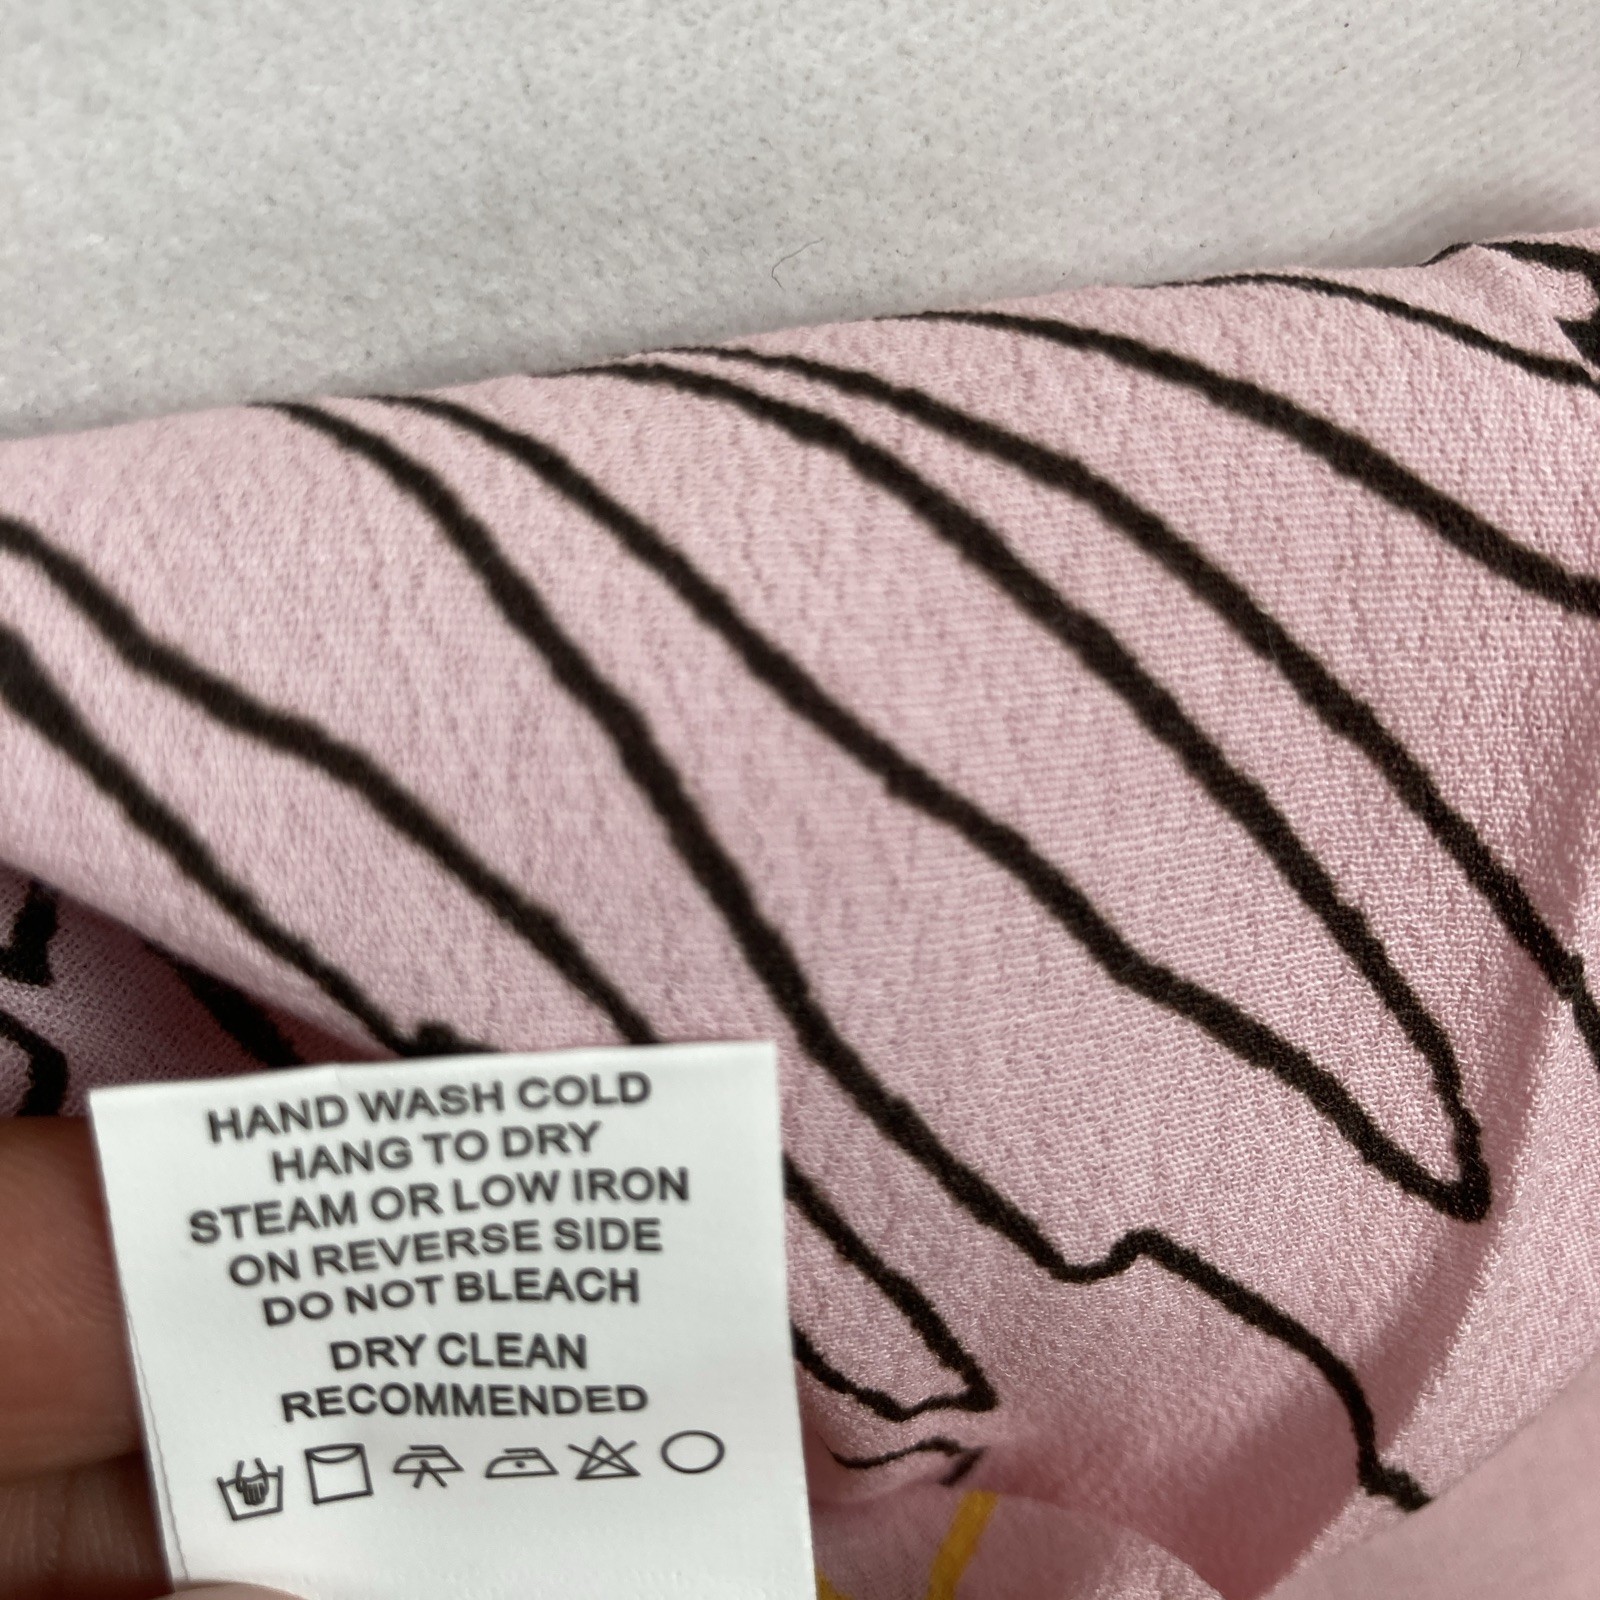 HAND WASH COLD
HANG TO DRY
STEAM OR LOW IRON
ON REVERSE SIDE
DO NOT BLEACH
DRY CLEAN
RECOMMENDED